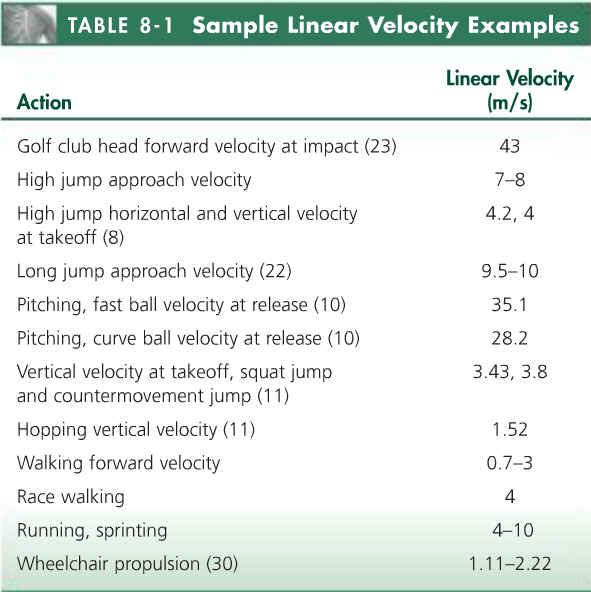 TABLE 8-1 Sample Linear Velocity Examples
Action Linear Velocity (m/s)
Golf club head forward velocity at impact (23) 43
High jump approach velocity 7–8
High jump horizontal and vertical velocity 4.2, 4
at takeoff (8)
Long jump approach velocity (22) 9.5–10
Pitching, fast ball velocity at release (10) 35.1
Pitching, curve ball velocity at release (10) 28.2
Vertical velocity at takeoff, squat jump 3.43, 3.8
and countermovement jump (11)
Hopping vertical velocity (11) 1.52
Walking forward velocity 0.7–3
Race walking 4
Running, sprinting 4–10
Wheelchair propulsion (30) 1.11–2.22